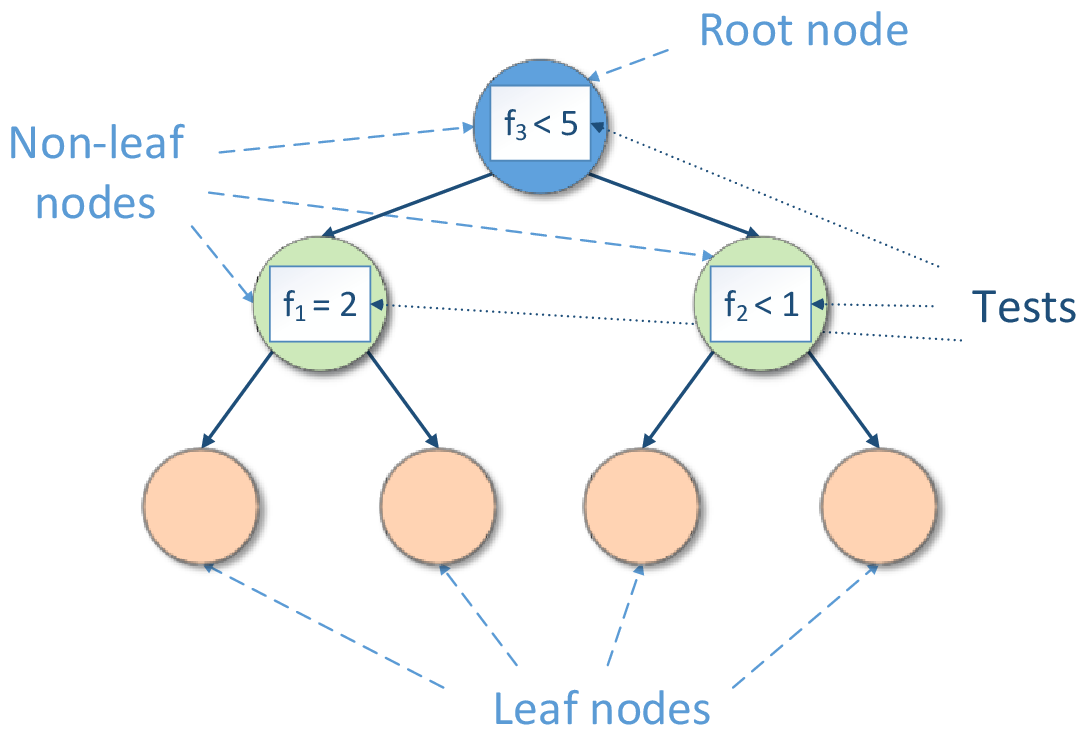 Root node
f₃ < 5
Non-leaf
nodes
f₁ = 2
f₂ < 1
Tests
Leaf nodes